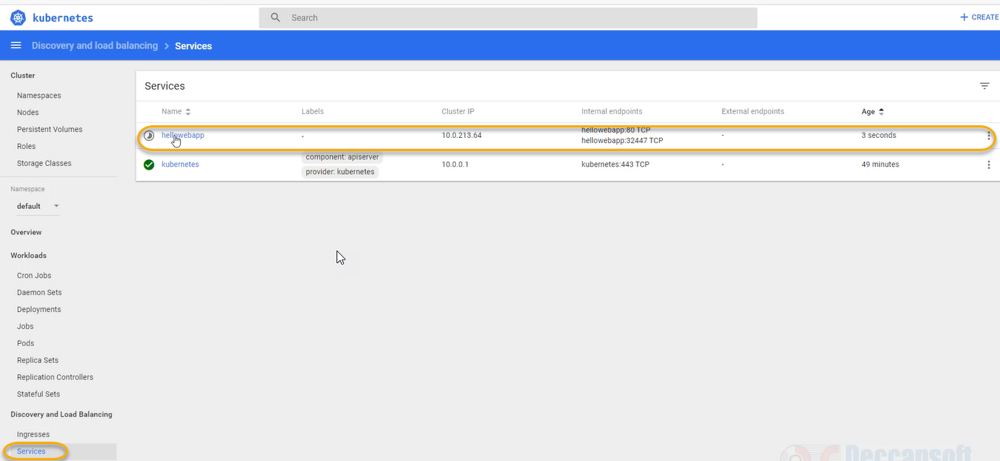 kubernetes
Search
CREATE
Discovery and load balancing > Services
Cluster
Namespaces
Nodes
Persistent Volumes
Roles
Storage Classes
Namespace
default
Overview
Workloads
Cron Jobs
Daemon Sets
Deployments
Jobs
Pods
Replica Sets
Replication Controllers
Stateful Sets
Discovery and Load Balancing
Ingresses
Services
Services
Name Labels Cluster IP Internal endpoints External endpoints Age
hellowebapp - 10.0.213.64 hellowebapp:80 TCP - 3 seconds
hellowebapp:32447 TCP
component: apiserver
kubernetes 10.0.0.1 kubernetes:443 TCP - 49 minutes
provider: kubernetes
Deccansoft